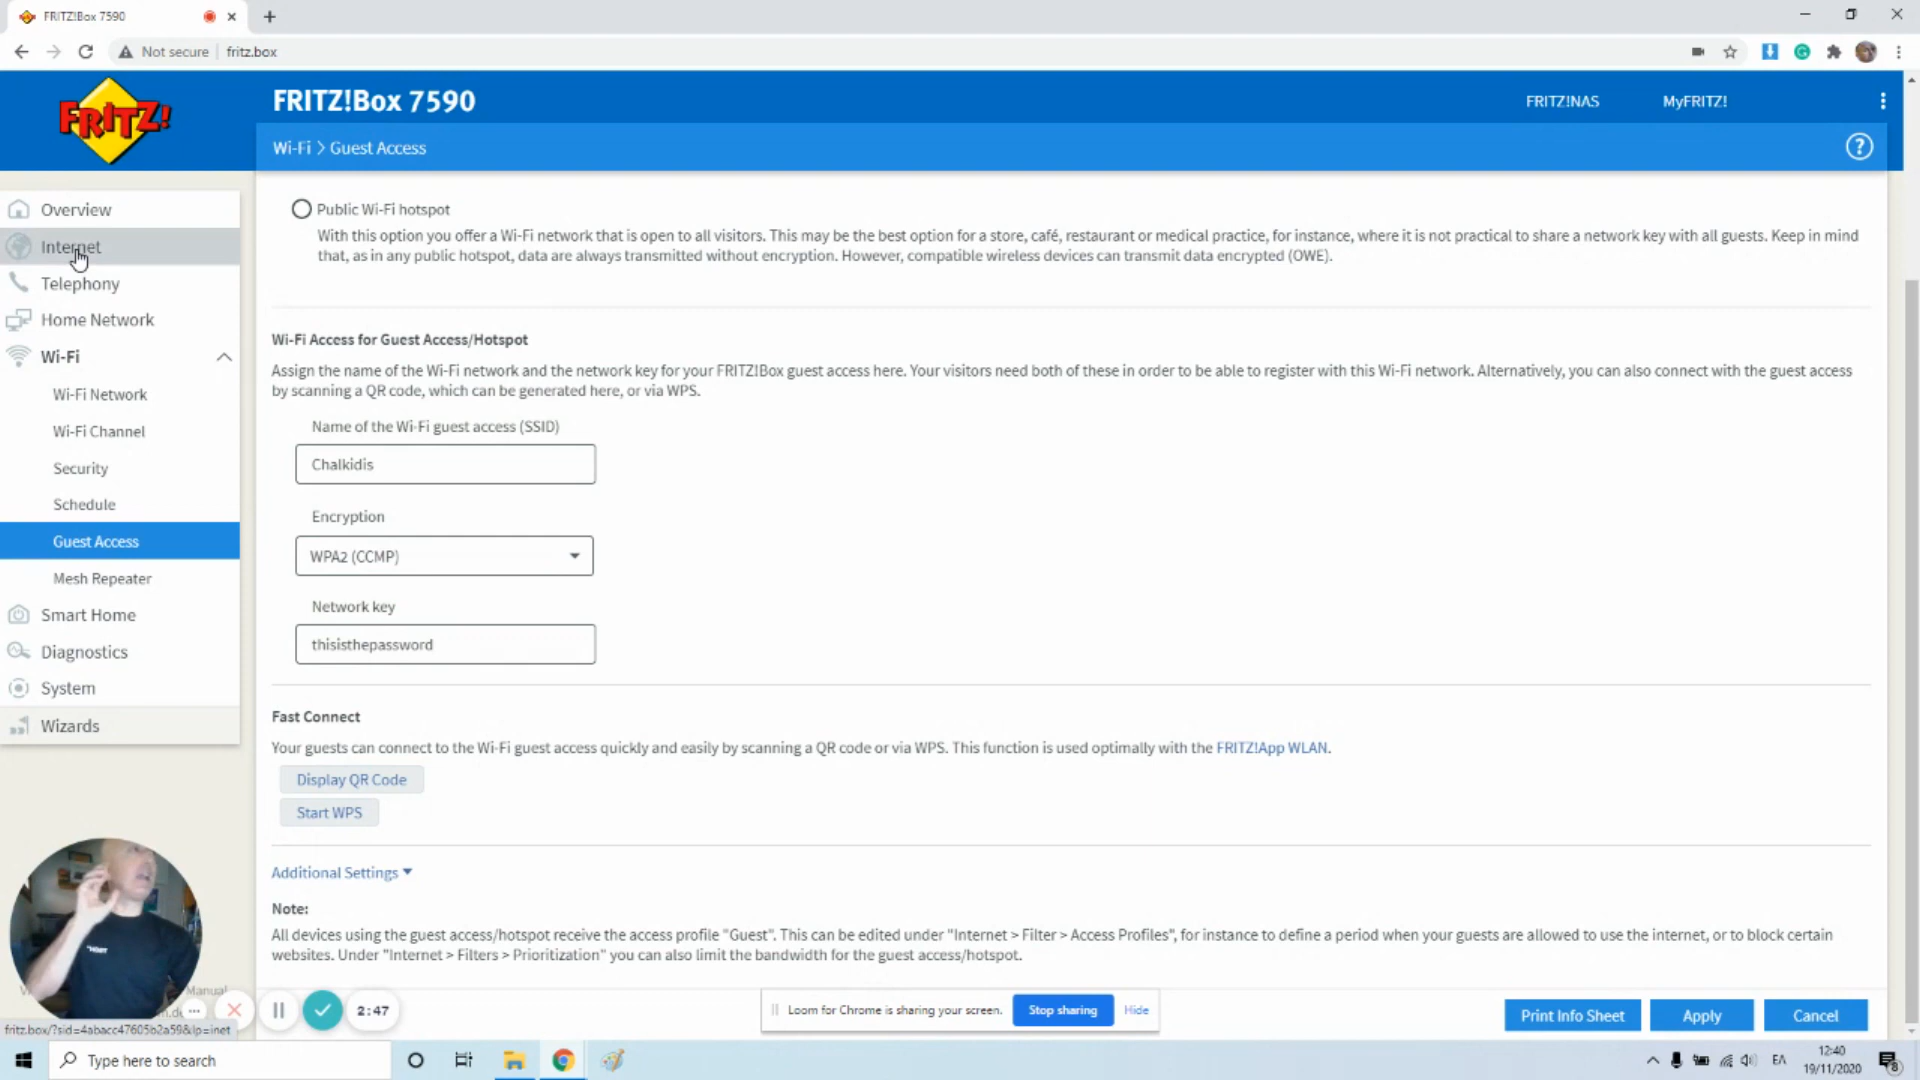 FRITZ!Box 7590
Not secure
fritz.box
FRITZ!
FRITZ!Box 7590
FRITZ!NAS
MyFRITZ!
Wi-Fi > Guest Access
Overview
Internet
Telephony
Home Network
Wi-Fi
Wi-Fi Network
Wi-Fi Channel
Security
Schedule
Guest Access
Mesh Repeater
Smart Home
Diagnostics
System
Wizards
Public Wi-Fi hotspot
With this option you offer a Wi-Fi network that is open to all visitors. This may be the best option for a store, café, restaurant or medical practice, for instance, where it is not practical to share a network key with all guests. Keep in mind
that, as in any public hotspot, data are always transmitted without encryption. However, compatible wireless devices can transmit data encrypted (OWE).
Wi-Fi Access for Guest Access/Hotspot
Assign the name of the Wi-Fi network and the network key for your FRITZ!Box guest access here. Your visitors need both of these in order to be able to register with this Wi-Fi network. Alternatively, you can also connect with the guest access
by scanning a QR code, which can be generated here, or via WPS.
Name of the Wi-Fi guest access (SSID)
Chalkidis
Encryption
WPA2 (CCMP)
Network key
thisisthepassword
Fast Connect
Your guests can connect to the Wi-Fi guest access quickly and easily by scanning a QR code or via WPS. This function is used optimally with the FRITZ!App WLAN.
Display QR Code
Start WPS
Additional Settings
Note:
All devices using the guest access/hotspot receive the access profile "Guest". This can be edited under "Internet > Filter > Access Profiles", for instance to define a period when your guests are allowed to use the internet, or to block certain
websites. Under "Internet > Filters > Prioritization" you can also limit the bandwidth for the guest access/hotspot.
Manual
2:47
Loom for Chrome is sharing your screen.
Stop sharing
Hide
Print Info Sheet
Apply
Cancel
fritz.box/?sid=4abacc47605b2a59&lp=inet
Type here to search
ΕΛ
12:40
19/11/2020
8